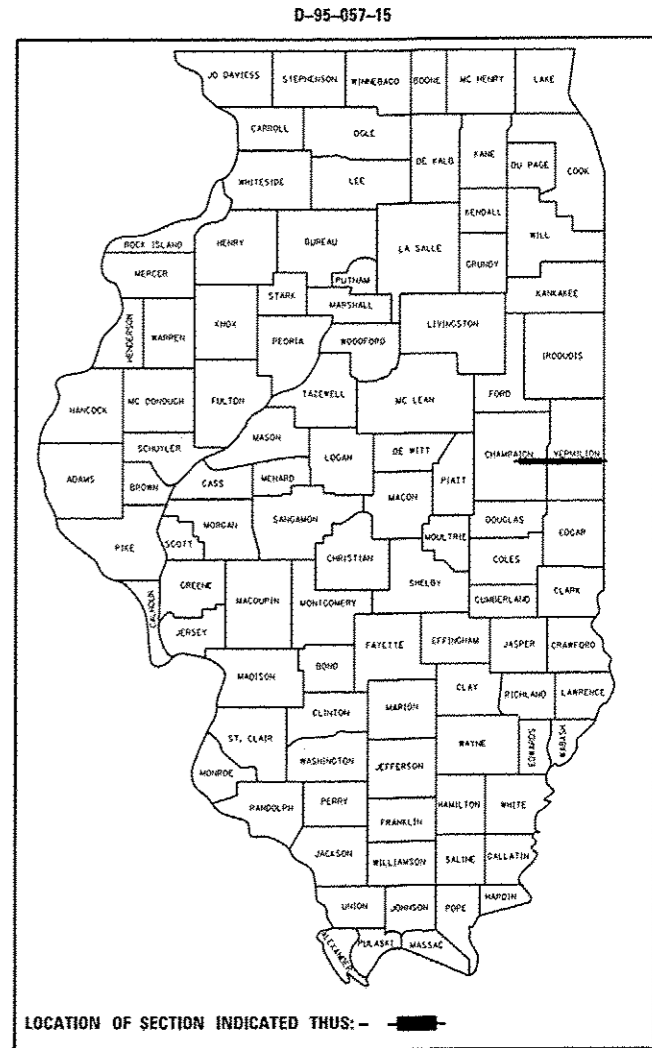 D-95-057-15
JO DAVIESS STEPHENSON WINNEBAGO BOONE MC HENRY LAKE
CARROLL OGLE DE KALB KANE DU PAGE COOK
WHITESIDE LEE
KENDALL
ROCK ISLAND HENRY BUREAU LA SALLE WILL
GRUNDY
MERCER PUTNAM KANKAKEE
STARK MARSHALL
HENDERSON WARREN KNOX PEORIA WOODFORD LIVINGSTON IROQUOIS
FORD
HANCOCK MC DONOUGH FULTON TAZEWELL MC LEAN
MASON
SCHUYLER LOGAN DE WITT CHAMPAIGN VERMILION
ADAMS BROWN CASS MENARD PIATT
MACON
MORGAN SANGAMON DOUGLAS
PIKE SCOTT CHRISTIAN MOULTRIE EDGAR
COLES
GREENE SHELBY
CALHOUN MACOUPIN MONTGOMERY CUMBERLAND CLARK
JERSEY
FAYETTE EFFINGHAM JASPER CRAWFORD
MADISON BOND
CLAY RICHLAND LAWRENCE
CLINTON MARION
ST. CLAIR WAYNE EDWARDS WABASH
WASHINGTON JEFFERSON
MONROE
RANDOLPH PERRY HAMILTON WHITE
FRANKLIN
JACKSON WILLIAMSON SALINE GALLATIN
UNION JOHNSON POPE HARDIN
ALEXANDER PULASKI MASSAC
LOCATION OF SECTION INDICATED THUS: -